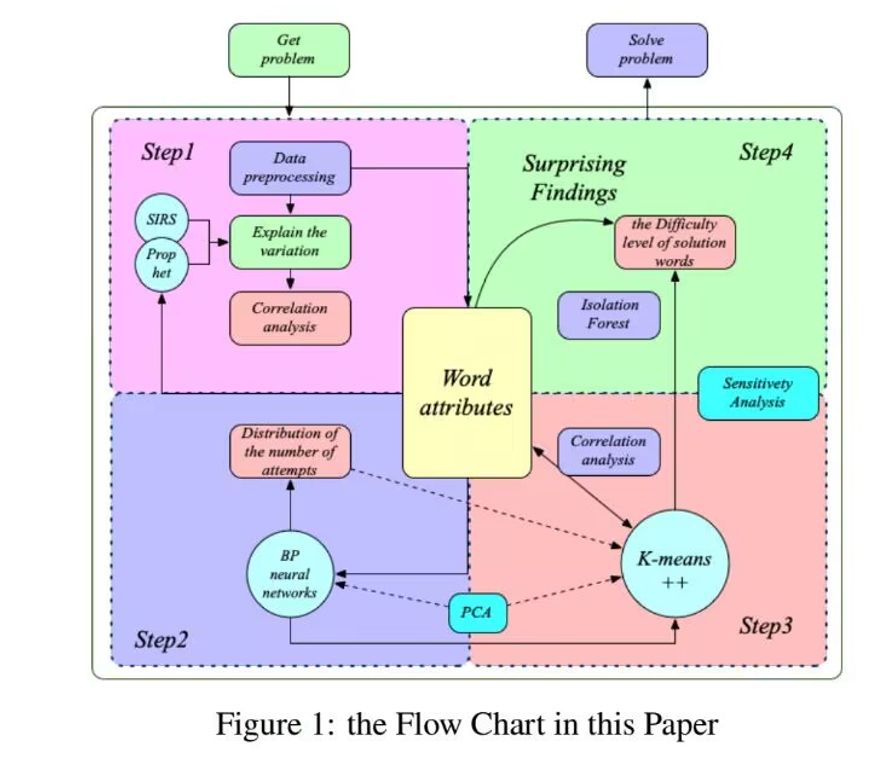 Get
problem
Solve
problem
Step1
Data
preprocessing
SIRS
Prop
het
Explain the
variation
Correlation
analysis
Surprising
Findings
Step4
the Difficulty
level of solution
words
Isolation
Forest
Sensitivety
Analysis
Word
attributes
Distribution of
the number of
attempts
BP
neural
networks
Step2
Correlation
analysis
K-means
++
PCA
Step3
Figure 1: the Flow Chart in this Paper